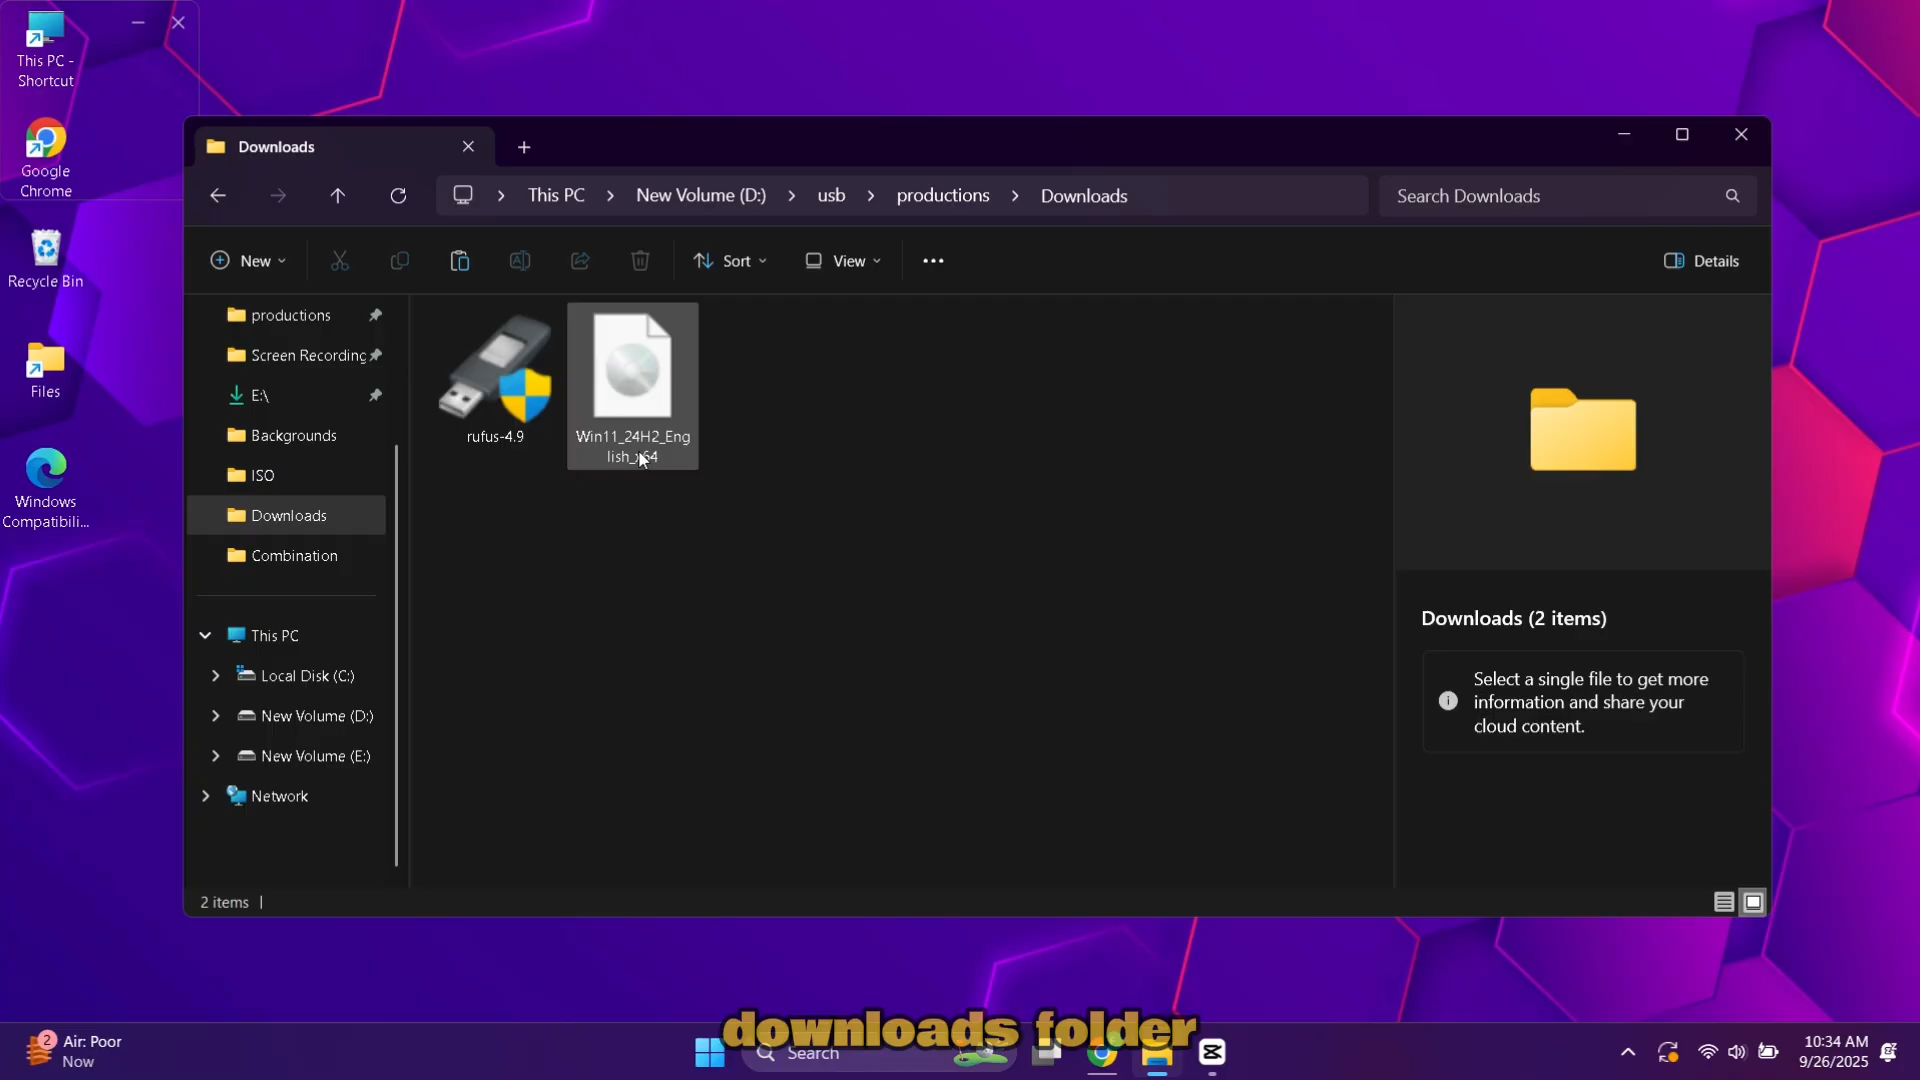 This PC -
Shortcut
Google
Chrome
Recycle Bin
Files
Windows
Compatibili...
Downloads
This PC
New Volume (D:)
usb
productions
Downloads
Search Downloads
New
Sort
View
Details
productions
Screen Recording
E:\
Backgrounds
ISO
Downloads
Combination
This PC
Local Disk (C:)
New Volume (D:)
New Volume (E:)
Network
rufus-4.9
Win11_24H2_Eng
lish_x64
Downloads (2 items)
Select a single file to get more
information and share your
cloud content.
2 items
downloads folder
2
Air: Poor
Now
Search
10:34 AM
9/26/2025